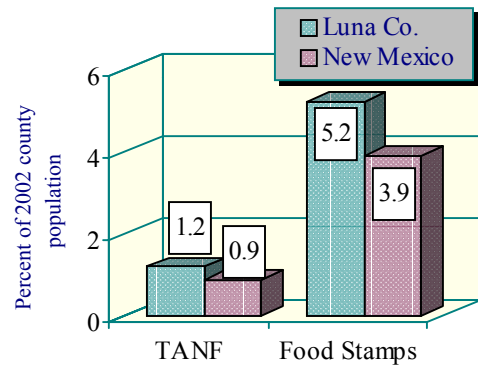 Luna Co.
New Mexico
Percent of 2002 county
population
6
4
2
0
1.2
0.9
5.2
3.9
TANF
Food Stamps